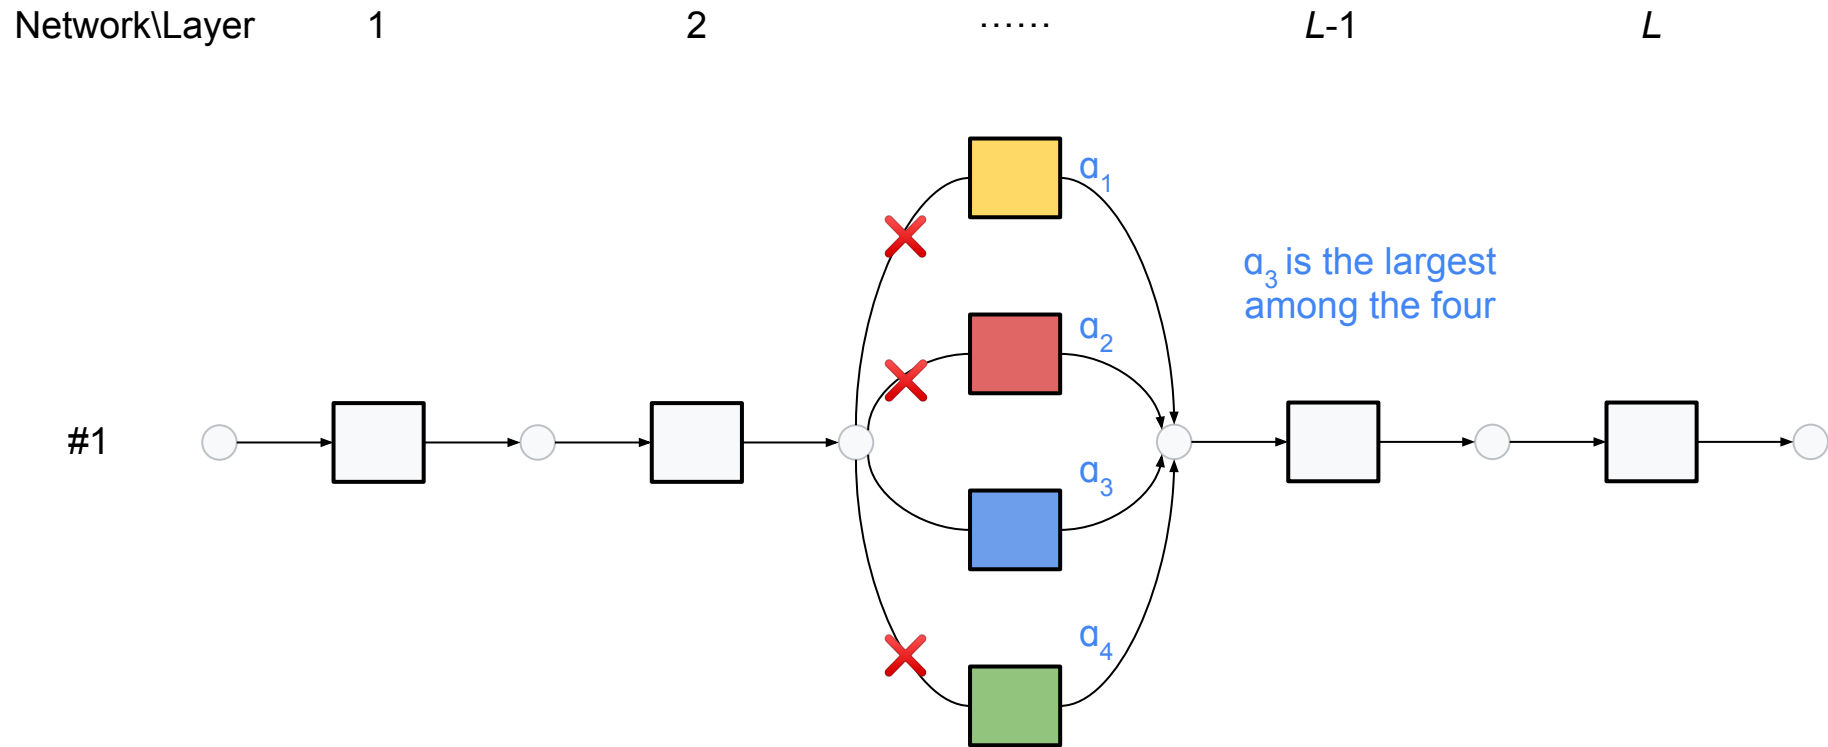 Network\Layer 1 2 ...... L-1 L
α1
α3 is the largest
among the four
α2
#1
α3
α4